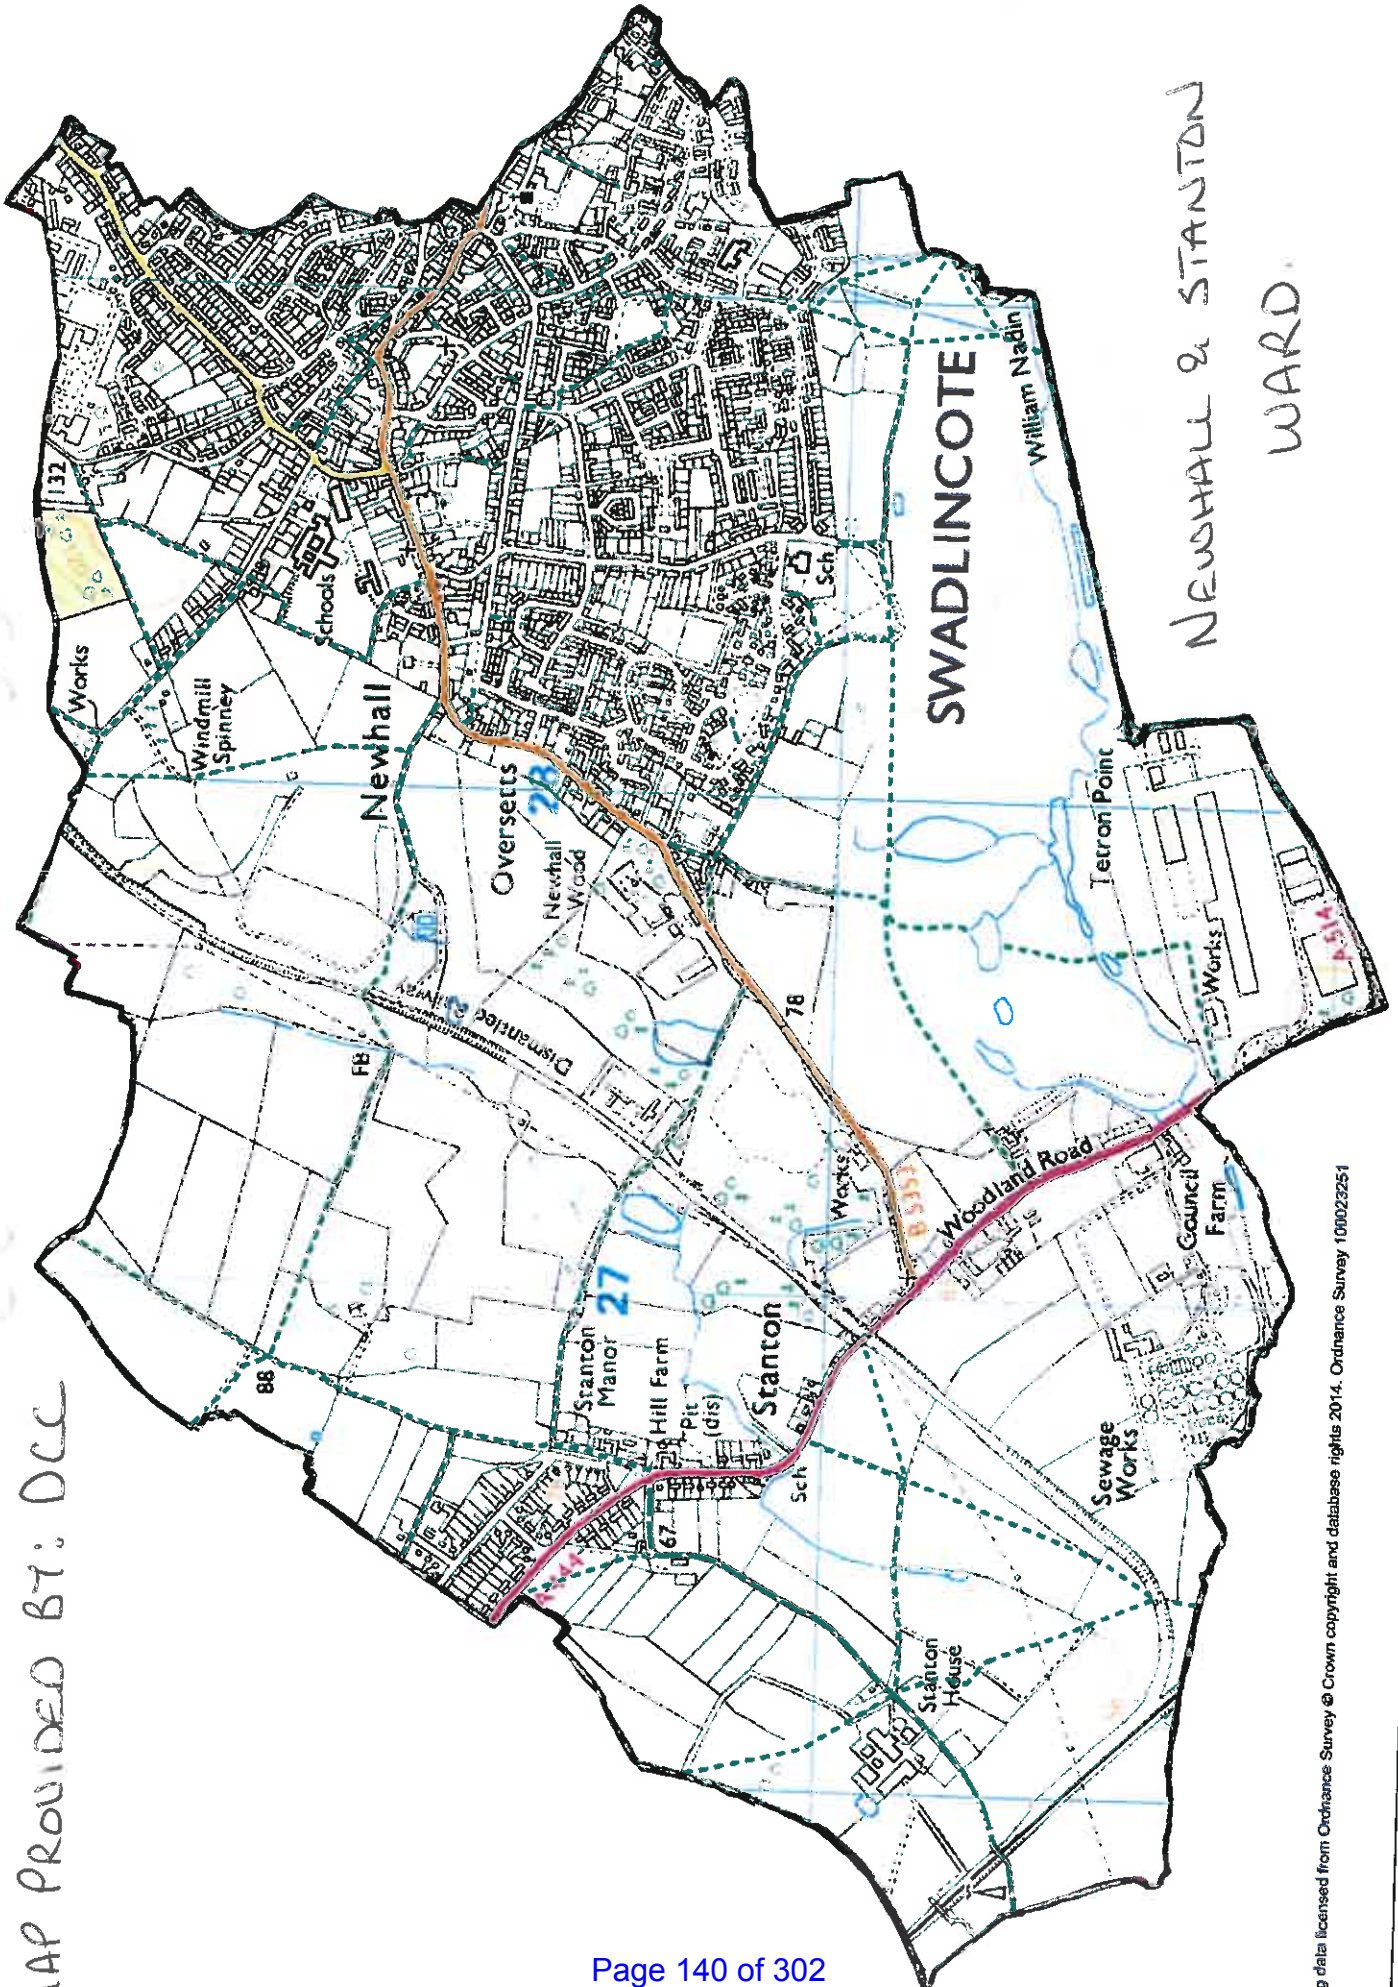 MAP PROVIDED BY: DCC
NEWHALL & STANTON
WARD.
132
Works
Windmill
Spinney
Schools
Newhall
Oversetts
28
Newhall
Wood
Sch
SWADLINCOTE
William Nadin
Tetron Point
Works
A 514
78
Dismantled Railway
FB
88
27
Stanton
Manor
Hill Farm
Pit
(dis)
Stanton
Sch
67
A 444
Works
B 5353
Woodland Road
Council
Farm
Sewage
Works
Stanton
House
data licensed from Ordnance Survey © Crown copyright and database rights 2014. Ordnance Survey 100023251
Page 140 of 302